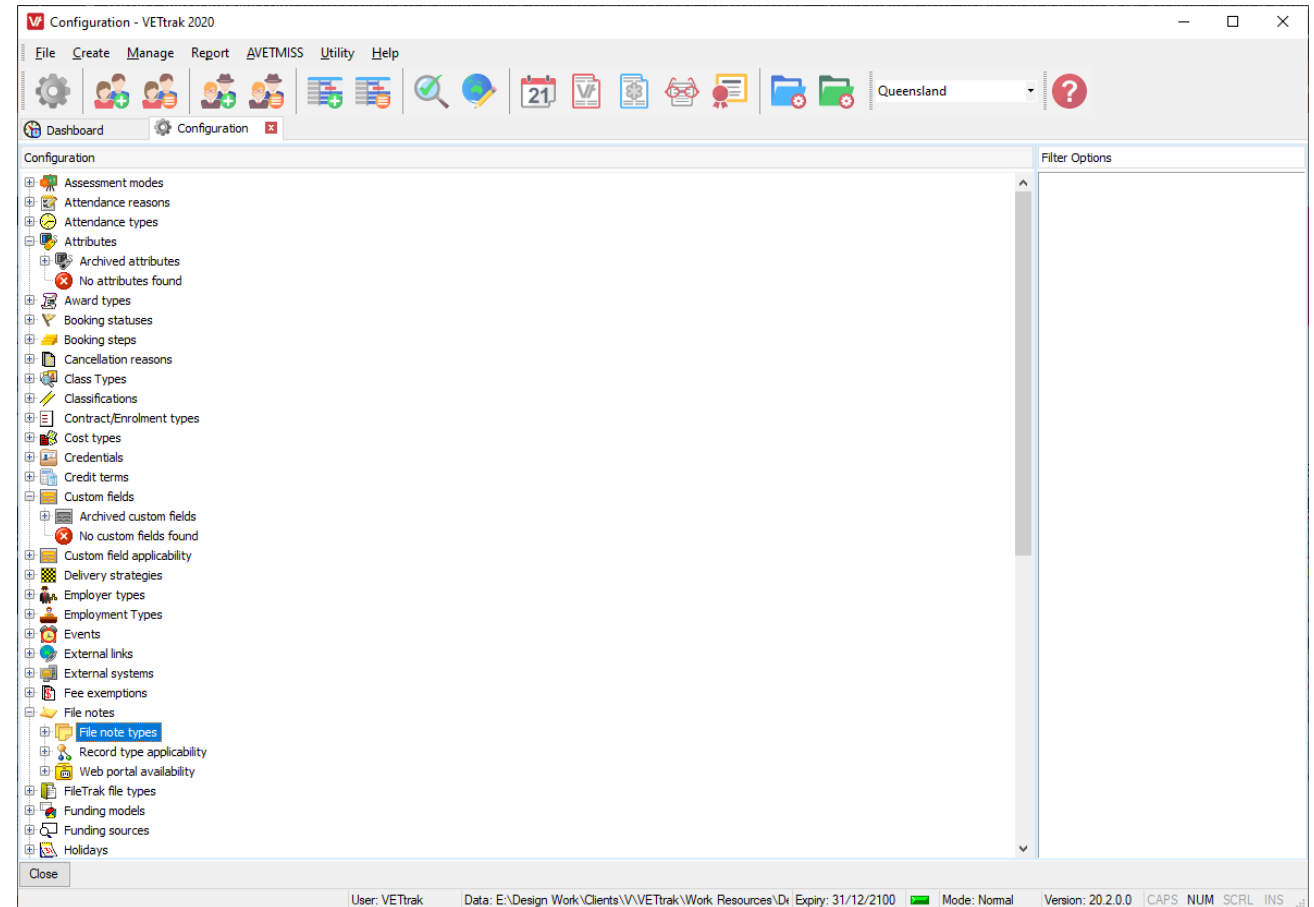 Configuration - VETtrak 2020
File Create Manage Report AVETMISS Utility Help
21 Queensland ?
Dashboard Configuration
Configuration Filter Options
Assessment modes
Attendance reasons
Attendance types
Attributes
Archived attributes
No attributes found
Award types
Booking statuses
Booking steps
Cancellation reasons
Class Types
Classifications
Contract/Enrolment types
Cost types
Credentials
Credit terms
Custom fields
Archived custom fields
No custom fields found
Custom field applicability
Delivery strategies
Employer types
Employment Types
Events
External links
External systems
Fee exemptions
File notes
File note types
Record type applicability
Web portal availability
FileTrak file types
Funding models
Funding sources
Holidays
Close
User: VETtrak Data: E:\Design Work\Clients\V\VETtrak\Work Resources\De Expiry: 31/12/2100 Mode: Normal Version: 20.2.0.0 CAPS NUM SCRL INS